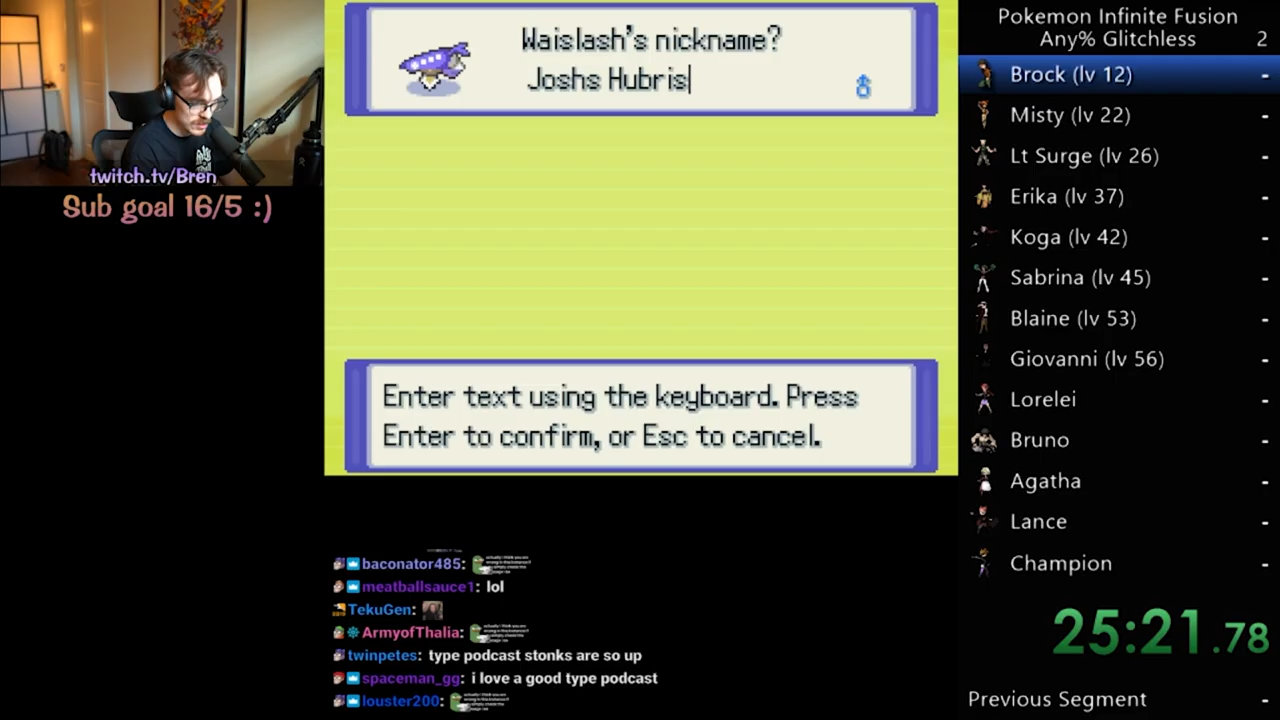 twitch.tv/Bren
Sub goal 16/5 :)
Waislash's nickname?
Joshs Hubris
Enter text using the keyboard. Press
Enter to confirm, or Esc to cancel.
baconator485:
meatballsauce1: lol
TekuGen:
ArmyofThalia:
twinpetes: type podcast stonks are so up
spaceman_gg: i love a good type podcast
louster200:
Pokemon Infinite Fusion
Any% Glitchless 2
Brock (lv 12) -
Misty (lv 22) -
Lt Surge (lv 26) -
Erika (lv 37) -
Koga (lv 42) -
Sabrina (lv 45) -
Blaine (lv 53) -
Giovanni (lv 56) -
Lorelei -
Bruno -
Agatha -
Lance -
Champion -
25:21.78
Previous Segment -